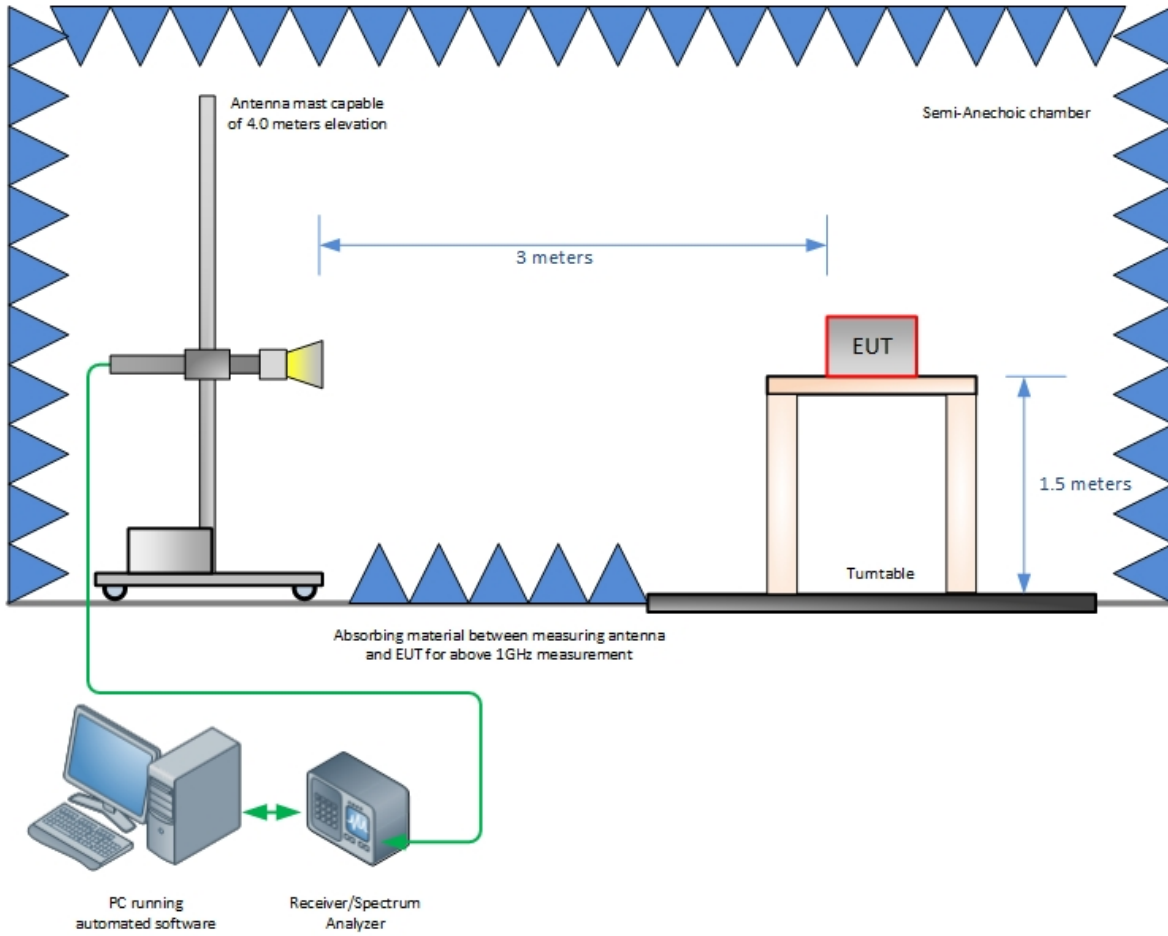 Antenna mast capable
of 4.0 meters elevation
Semi-Anechoic chamber
3 meters
EUT
1.5 meters
Turntable
Absorbing material between measuring antenna
and EUT for above 1GHz measurement
PC running
automated software
Receiver/Spectrum
Analyzer